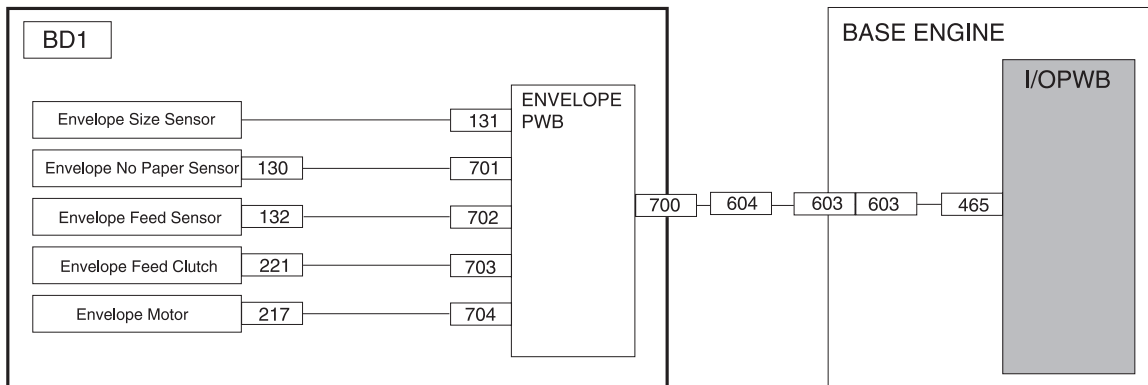 BD1
BASE ENGINE
I/OPWB
ENVELOPE
PWB
Envelope Size Sensor 131
Envelope No Paper Sensor 130 701
Envelope Feed Sensor 132 702
700 604 603 603 465
Envelope Feed Clutch 221 703
Envelope Motor 217 704